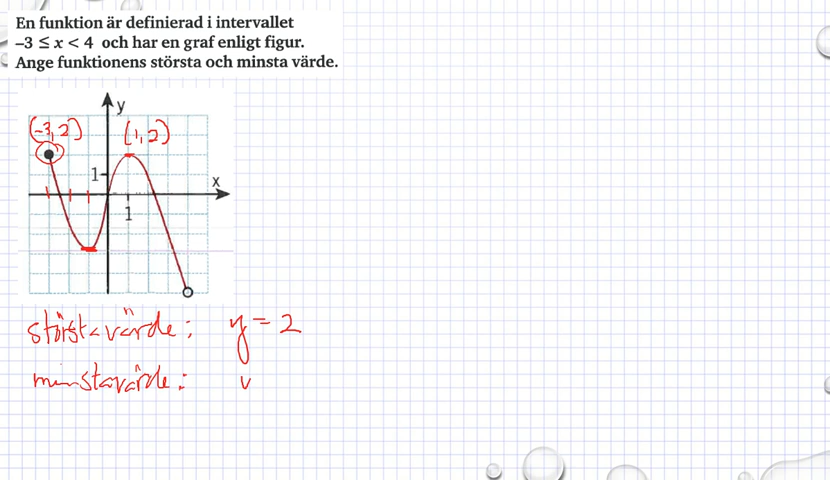 En funktion är definierad i intervallet
−3 ≤ x < 4 och har en graf enligt figur.
Ange funktionens största och minsta värde.
y
(-3,2) (1,2)
1
x
1
största värde: y = 2
minstavärde: